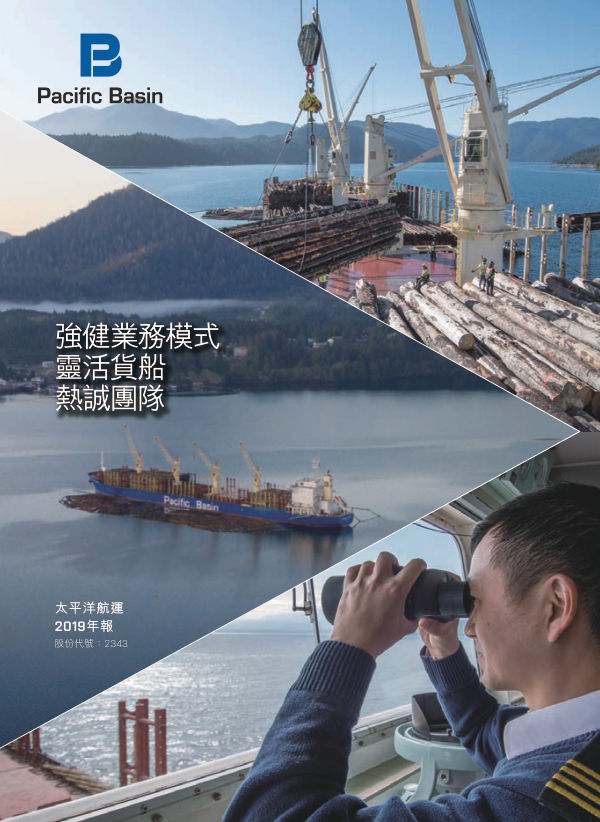 Pacific Basin
強健業務模式
靈活貨船
熱誠團隊
Pacific Basin
太平洋航運
2019年報
股份代號：2343